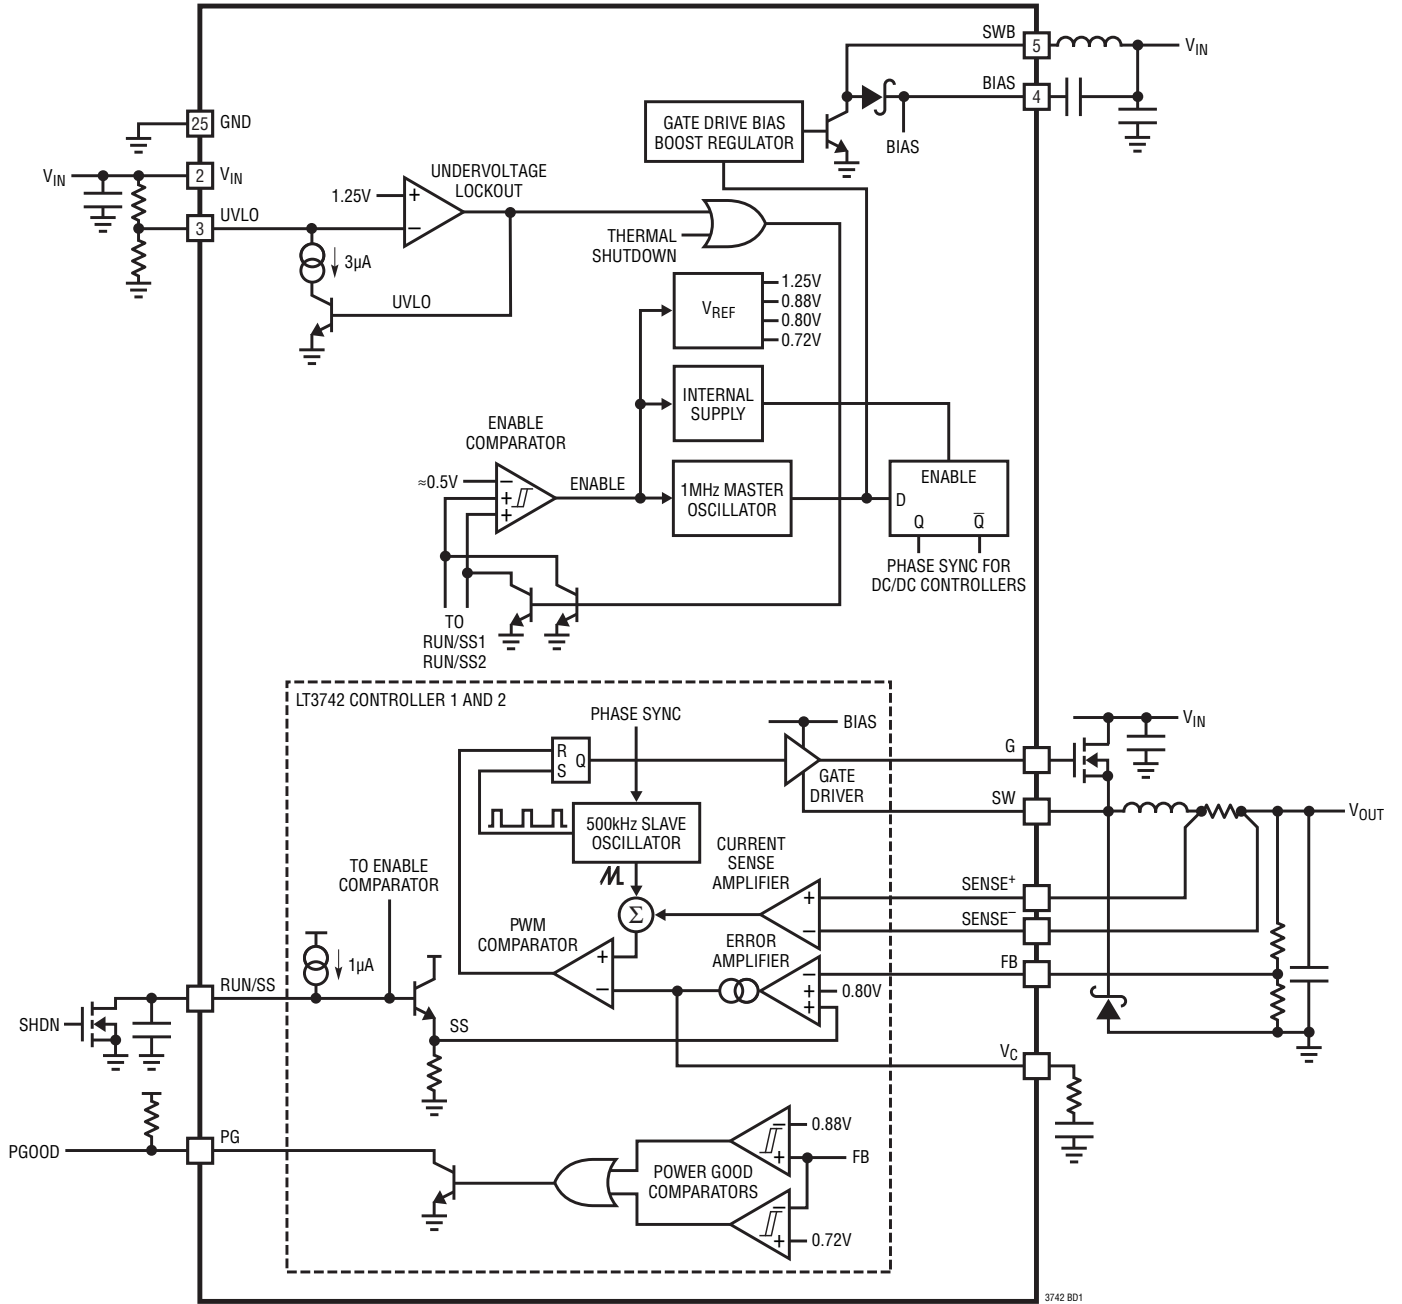 SWB
5
VIN
BIAS
4
BIAS
GATE DRIVE BIAS
BOOST REGULATOR
25
GND
VIN
2
VIN
3
UVLO
1.25V
+
−
UNDERVOLTAGE
LOCKOUT
3µA
UVLO
THERMAL
SHUTDOWN
VREF
1.25V
0.88V
0.80V
0.72V
INTERNAL
SUPPLY
ENABLE
COMPARATOR
≈0.5V
−
+
+
ENABLE
1MHz MASTER
OSCILLATOR
ENABLE
D
Q
Q̅
PHASE SYNC FOR
DC/DC CONTROLLERS
TO
RUN/SS1
RUN/SS2
LT3742 CONTROLLER 1 AND 2
PHASE SYNC
BIAS
R
S
Q
GATE
DRIVER
G
VIN
SW
VOUT
500kHz SLAVE
OSCILLATOR
TO ENABLE
COMPARATOR
CURRENT
SENSE
AMPLIFIER
+
−
SENSE+
SENSE−
Σ
PWM
COMPARATOR
+
−
ERROR
AMPLIFIER
−
+
+
0.80V
FB
1µA
RUN/SS
SHDN
SS
VC
PGOOD
PG
POWER GOOD
COMPARATORS
−
+
0.88V
FB
−
+
0.72V
3742 BD1